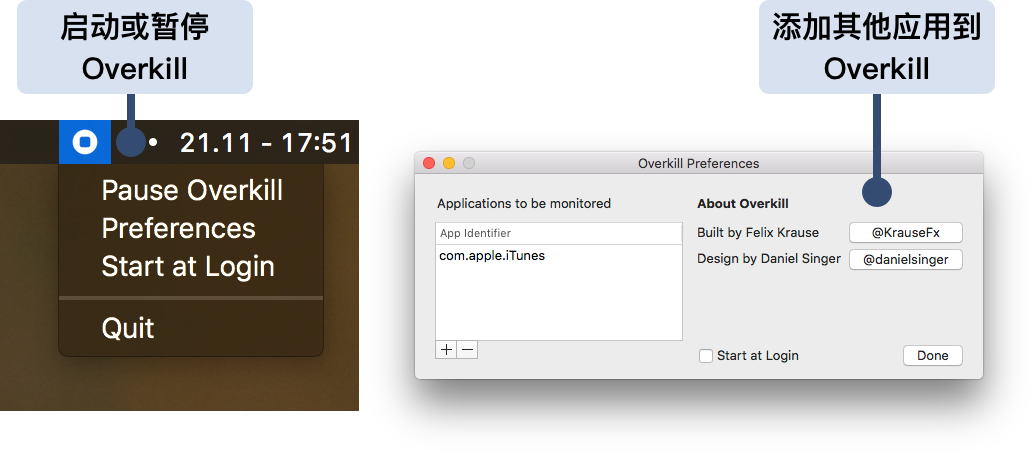 启动或暂停
Overkill
添加其他应用到
Overkill
21.11 - 17:51
Pause Overkill
Preferences
Start at Login
Quit
Overkill Preferences
Applications to be monitored
App Identifier
com.apple.iTunes
About Overkill
Built by Felix Krause
@KrauseFx
Design by Daniel Singer
@danielsinger
Start at Login
Done